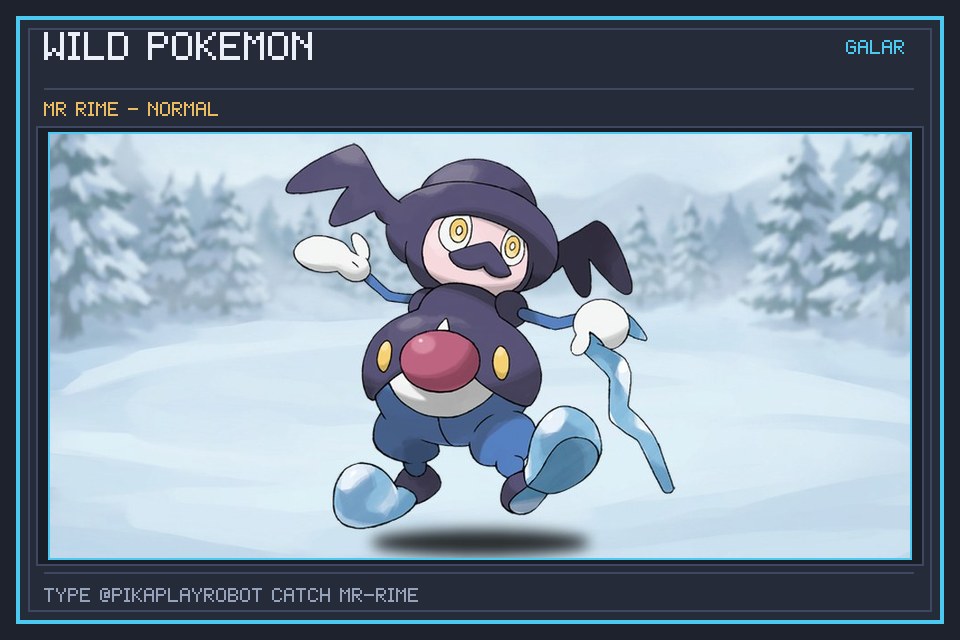 WILD POKEMON
GALAR
MR RIME - NORMAL
TYPE @PIKAPLAYROBOT CATCH MR-RIME